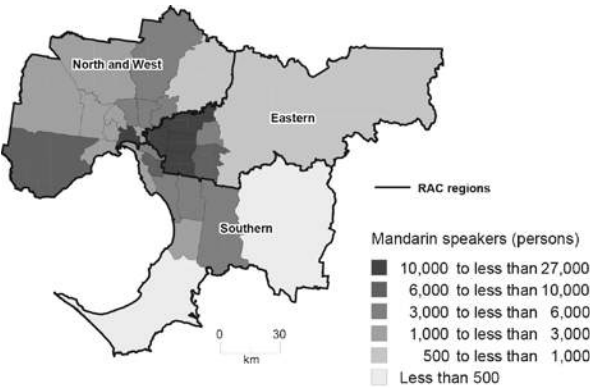 North and West
Eastern
RAC regions
Southern
Mandarin speakers (persons)
10,000 to less than 27,000
6,000 to less than 10,000
3,000 to less than 6,000
1,000 to less than 3,000
500 to less than 1,000
Less than 500
0 30
km